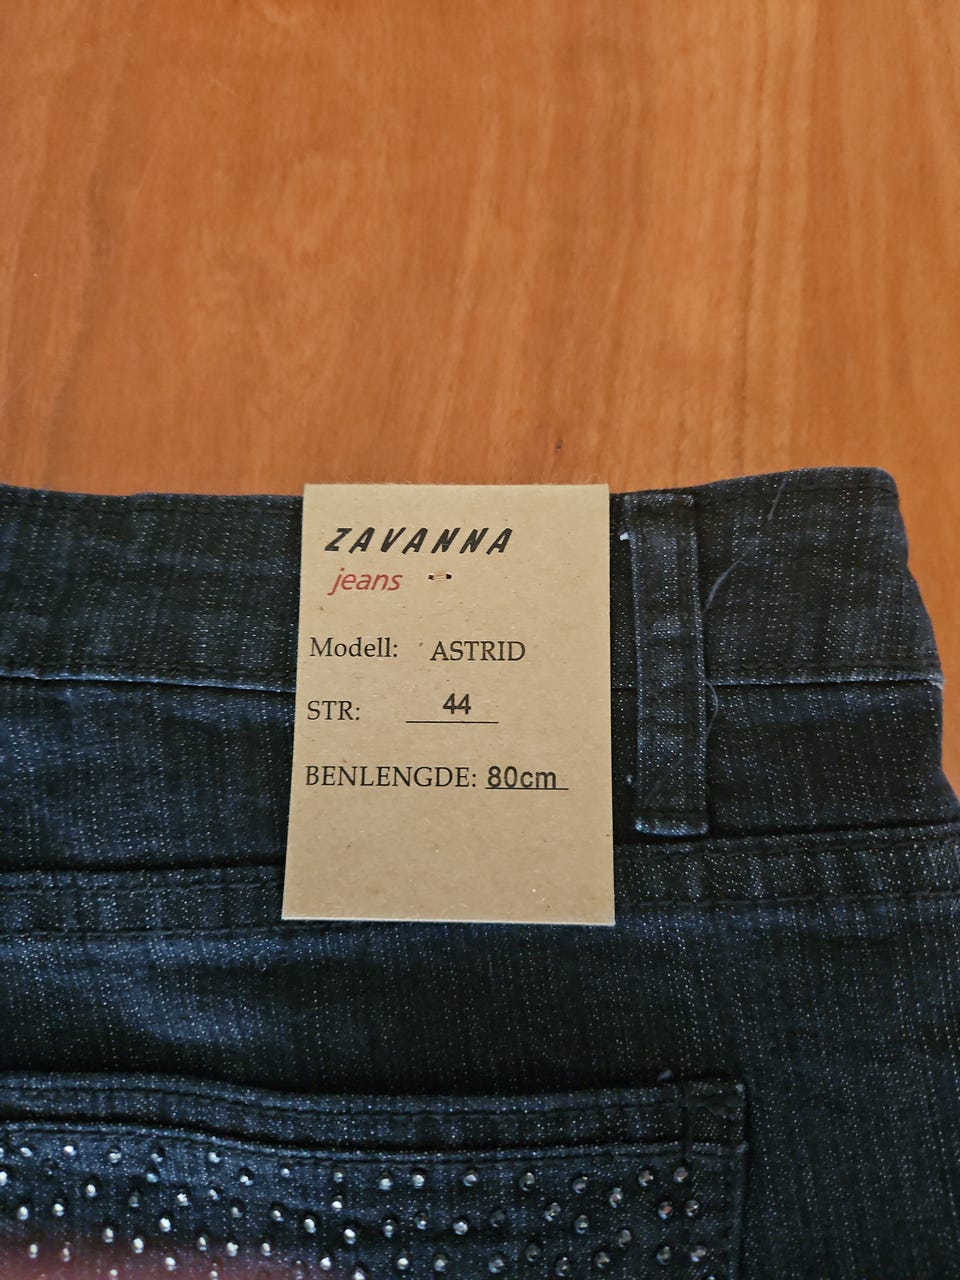 ZAVANNA
jeans
Modell: ASTRID
STR: 44
BENLENGDE: 80cm